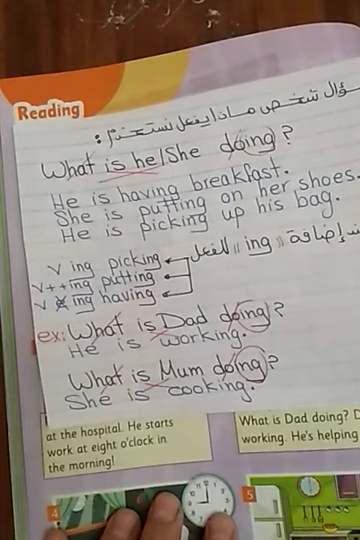 Reading
سؤال شخص ماذا يفعل نستخدم :
What is he/She doing?
He is having breakfast.
She is putting on her shoes.
He is picking up his bag.
إضافة "ing" الفعل
V ing picking
V++ing putting
V ing having
ex: What is Dad doing?
He is working.
What is Mum doing?
She is cooking.
at the hospital. He starts
work at eight o'clock in
the morning!
What is Dad doing?
working. He's helping
4
5